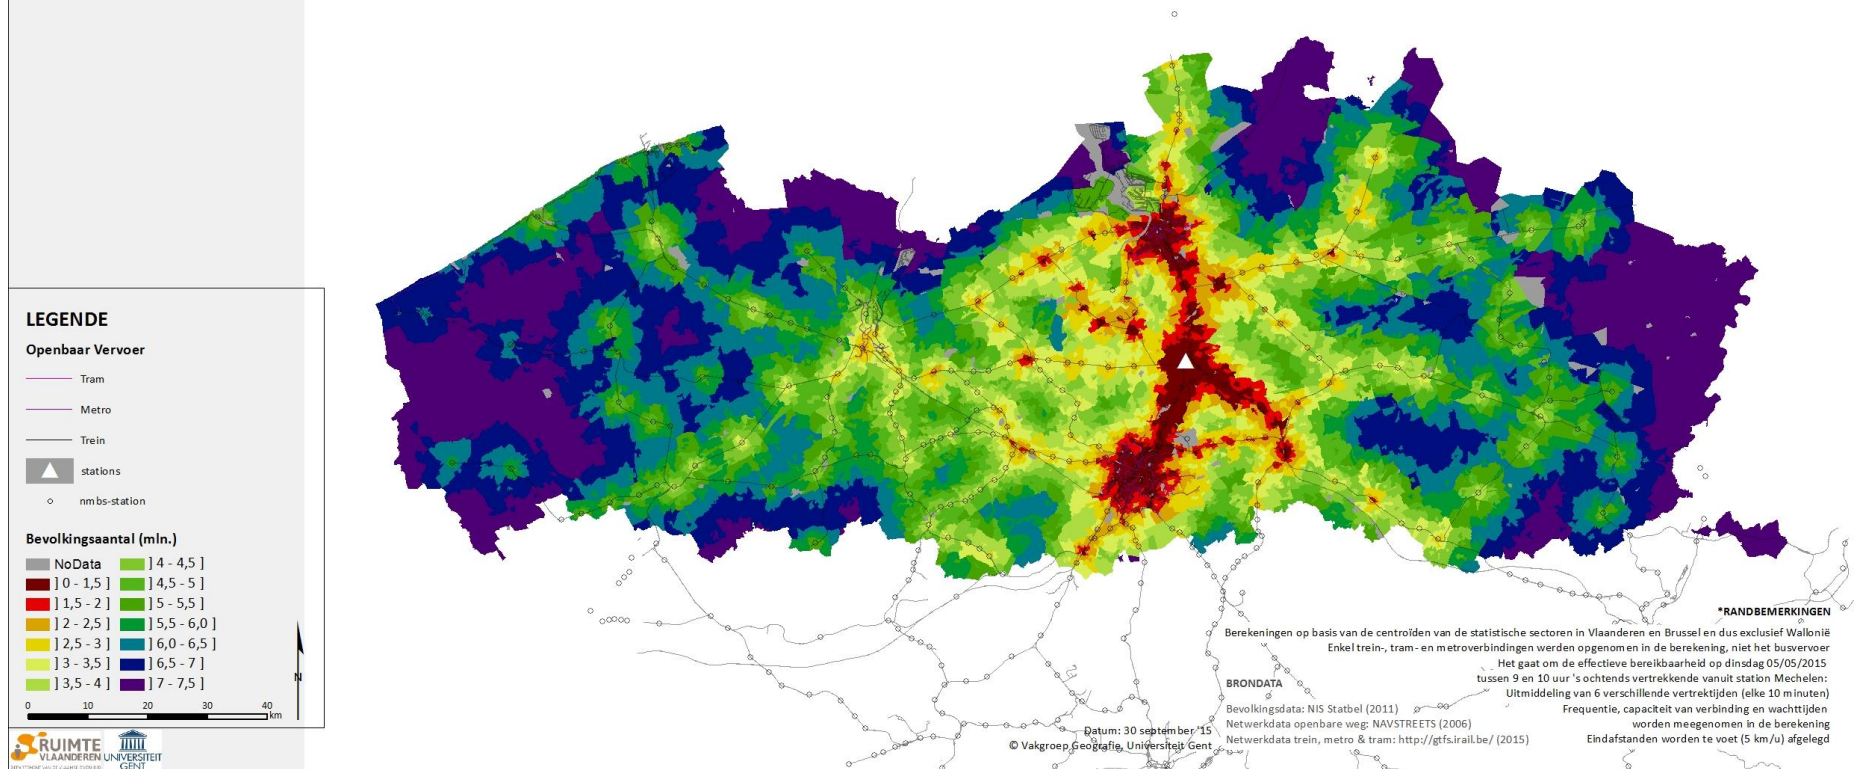 LEGENDE
Openbaar Vervoer
Tram
Metro
Trein
stations
nmbs-station
Bevolkingsaantal (mln.)
NoData
] 0 - 1,5 ]
] 1,5 - 2 ]
] 2 - 2,5 ]
] 2,5 - 3 ]
] 3 - 3,5 ]
] 3,5 - 4 ]
] 4 - 4,5 ]
] 4,5 - 5 ]
] 5 - 5,5 ]
] 5,5 - 6,0 ]
] 6,0 - 6,5 ]
] 6,5 - 7 ]
] 7 - 7,5 ]
0 10 20 30 40
km
N
RUIMTE
VLAANDEREN
UNIVERSITEIT
GENT
Datum: 30 september '15
© Vakgroep Geografie, Universiteit Gent
BRONDATA
Bevolkingsdata: NIS Statbel (2011)
Netwerkdata openbare weg: NAVSTREETS (2006)
Netwerkdata trein, metro & tram: http://gtfs.irail.be/ (2015)
*RANDBEMERKINGEN
Berekeningen op basis van de centroïden van de statistische sectoren in Vlaanderen en Brussel en dus exclusief Wallonië
Enkel trein-, tram- en metroverbindingen werden opgenomen in de berekening, niet het busvervoer
Het gaat om de effectieve bereikbaarheid op dinsdag 05/05/2015
tussen 9 en 10 uur 's ochtends vertrekkende vanuit station Mechelen:
Uitmiddeling van 6 verschillende vertrektijden (elke 10 minuten)
Frequentie, capaciteit van verbinding en wachttijden
worden meegenomen in de berekening
Eindafstanden worden te voet (5 km/u) afgelegd